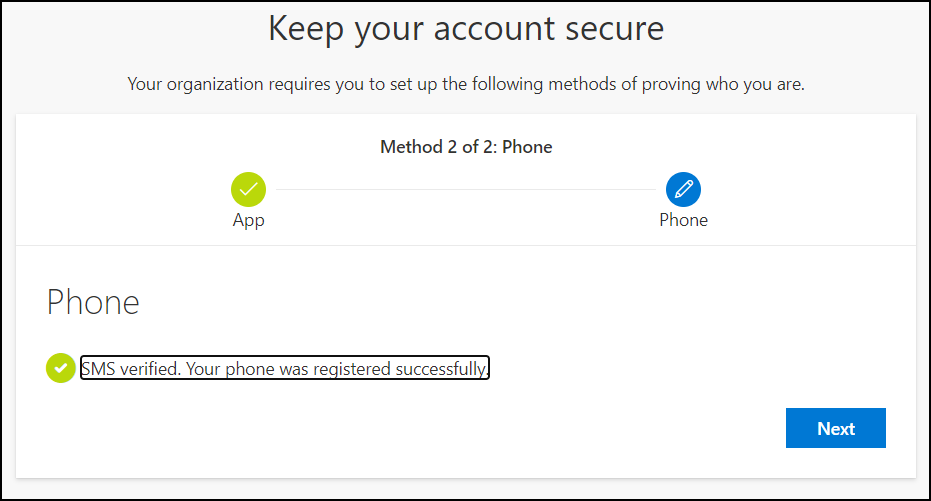 Keep your account secure
Your organization requires you to set up the following methods of proving who you are.
Method 2 of 2: Phone
App
Phone
Phone
SMS verified. Your phone was registered successfully.
Next